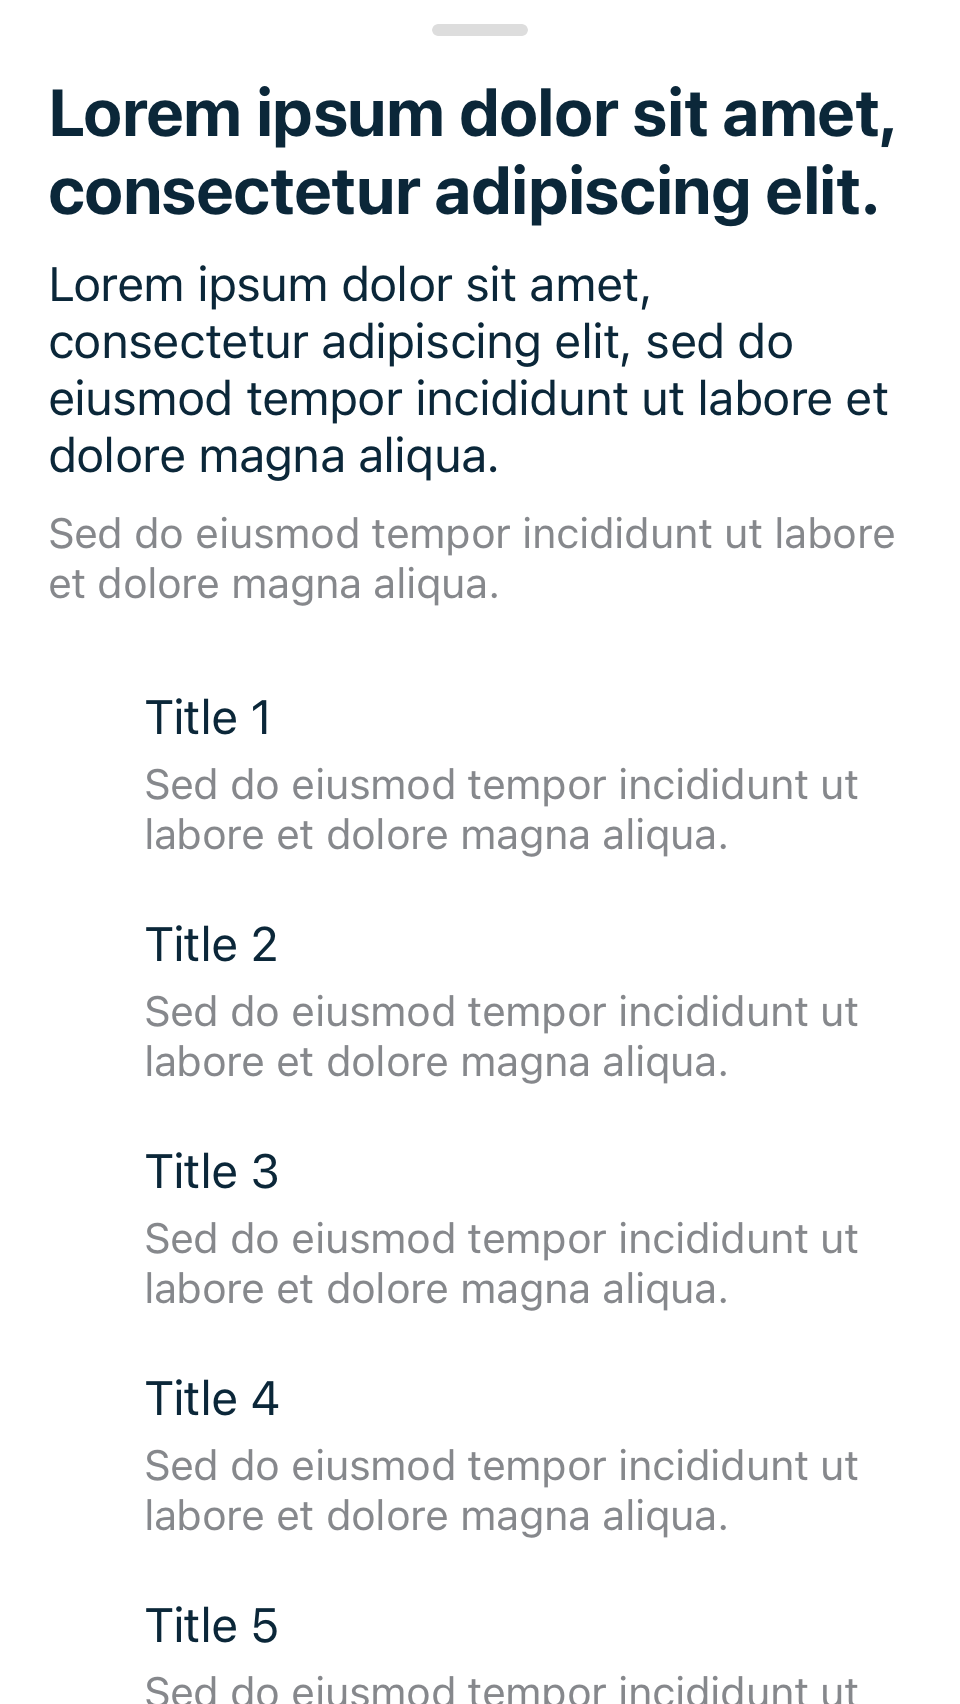 Lorem ipsum dolor sit amet,
consectetur adipiscing elit.
Lorem ipsum dolor sit amet,
consectetur adipiscing elit, sed do
eiusmod tempor incididunt ut labore et
dolore magna aliqua.
Sed do eiusmod tempor incididunt ut labore
et dolore magna aliqua.
Title 1
Sed do eiusmod tempor incididunt ut
labore et dolore magna aliqua.
Title 2
Sed do eiusmod tempor incididunt ut
labore et dolore magna aliqua.
Title 3
Sed do eiusmod tempor incididunt ut
labore et dolore magna aliqua.
Title 4
Sed do eiusmod tempor incididunt ut
labore et dolore magna aliqua.
Title 5
Sed do eiusmod tempor incididunt ut